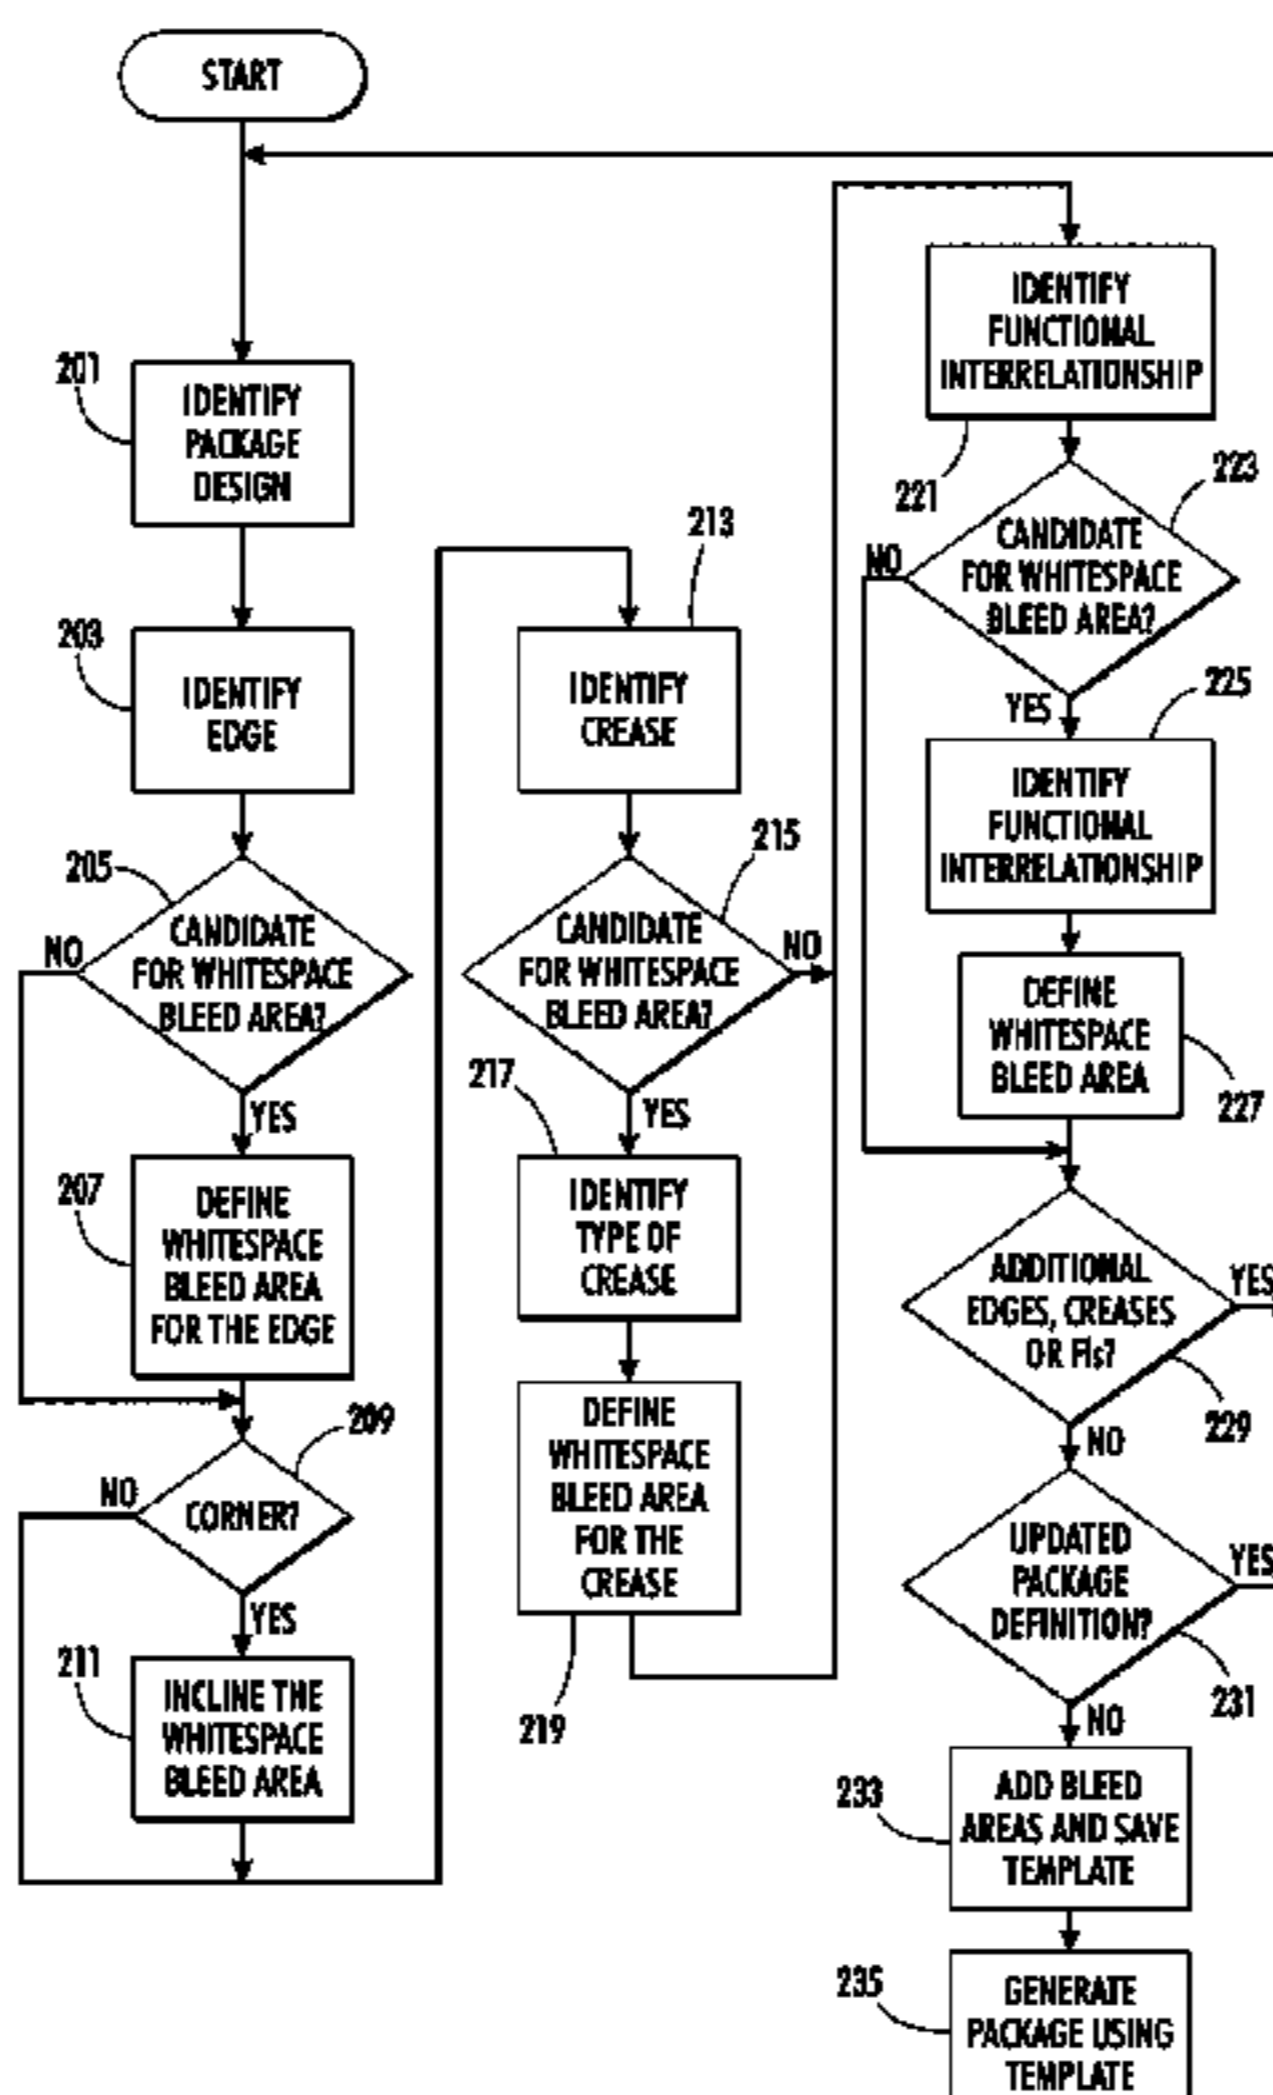 START
201
IDENTIFY
PACKAGE
DESIGN
203
IDENTIFY
EDGE
205
CANDIDATE
FOR WHITESPACE
BLEED AREA?
NO
YES
207
DEFINE
WHITESPACE
BLEED AREA
FOR THE EDGE
209
NO
CORNER?
YES
211
INCLINE THE
WHITESPACE
BLEED AREA
213
IDENTIFY
CREASE
215
CANDIDATE
FOR WHITESPACE
BLEED AREA?
NO
YES
217
IDENTIFY
TYPE OF
CREASE
DEFINE
WHITESPACE
BLEED AREA
FOR THE
CREASE
219
IDENTIFY
FUNCTIONAL
INTERRELATIONSHIP
221
223
CANDIDATE
FOR WHITESPACE
BLEED AREA?
NO
YES
225
IDENTIFY
FUNCTIONAL
INTERRELATIONSHIP
DEFINE
WHITESPACE
BLEED AREA
227
ADDITIONAL
EDGES, CREASES
OR FIs?
YES
229
NO
UPDATED
PACKAGE
DEFINITION?
YES
231
NO
233
ADD BLEED
AREAS AND SAVE
TEMPLATE
235
GENERATE
PACKAGE USING
TEMPLATE